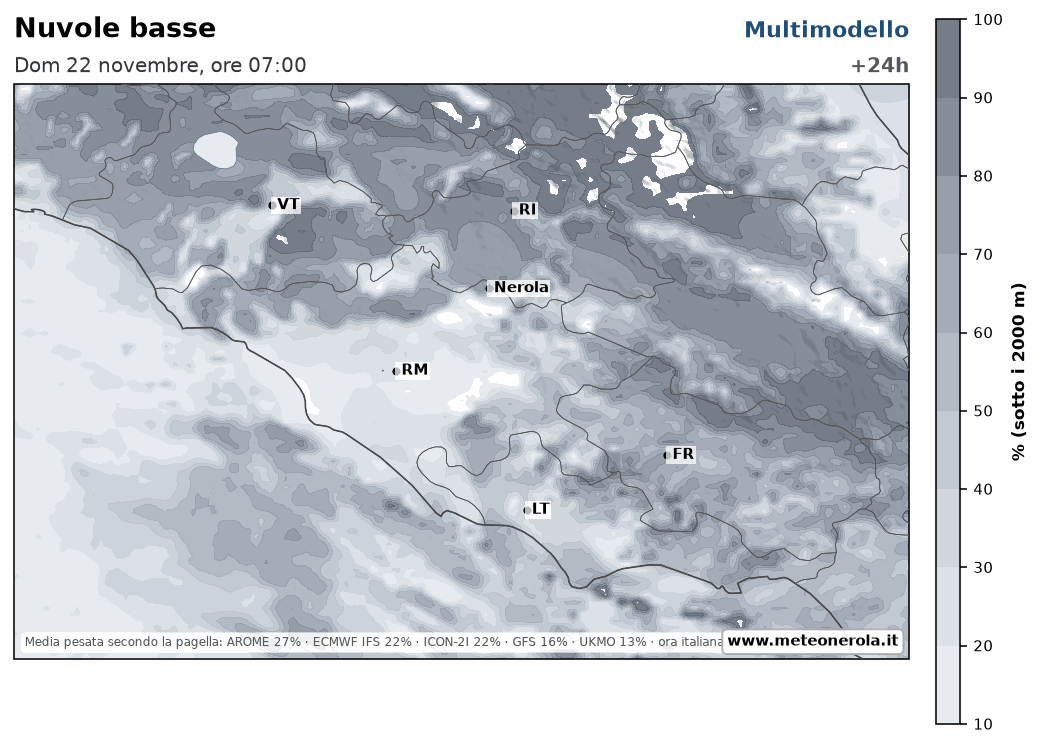 Nuvole basse
Multimodello
Dom 22 novembre, ore 07:00
+24h
VT
RI
Nerola
RM
FR
LT
Media pesata secondo la pagella: AROME 27% · ECMWF IFS 22% · ICON-2I 22% · GFS 16% · UKMO 13% · ora italiana
www.meteonerola.it
100
90
80
70
60
50
40
30
20
10
% (sotto i 2000 m)